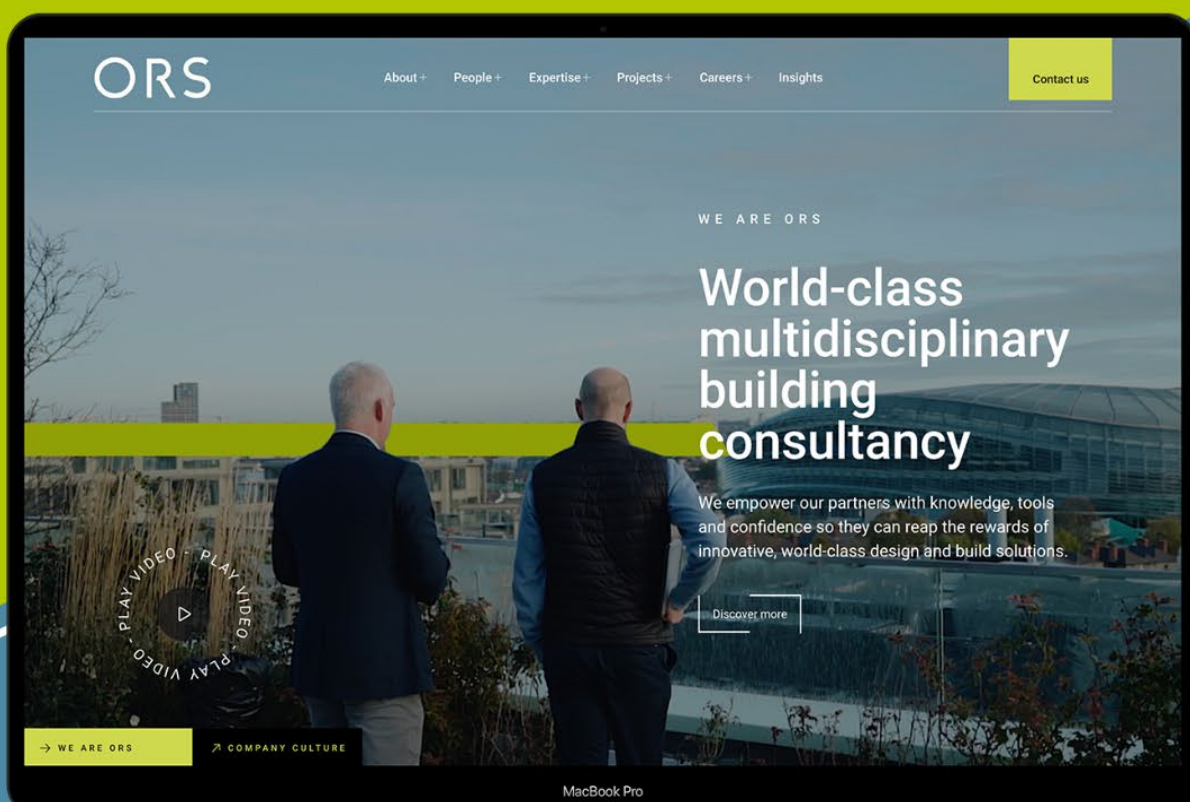 ORS
About+
People+
Expertise+
Projects+
Careers+
Insights
Contact us
WE ARE ORS
World-class
multidisciplinary
building
consultancy
We empower our partners with knowledge, tools
and confidence so they can reap the rewards of
innovative, world-class design and build solutions.
Discover more
PLAY VIDEO - PLAY VIDEO - PLAY VIDEO -
→ WE ARE ORS
↗ COMPANY CULTURE
MacBook Pro